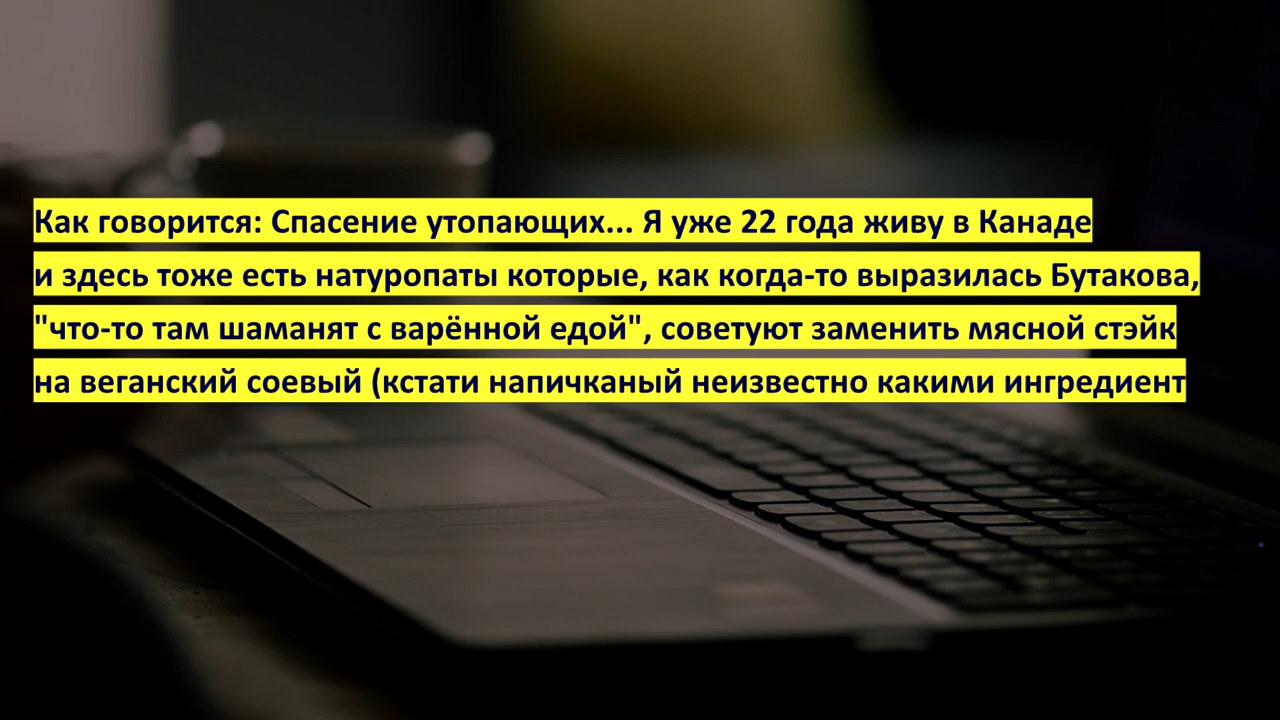 Как говорится: Спасение утопающих... Я уже 22 года живу в Канаде
и здесь тоже есть натуропаты которые, как когда-то выразилась Бутакова,
"что-то там шаманят с варённой едой", советуют заменить мясной стэйк
на веганский соевый (кстати напичканый неизвестно какими ингредиент